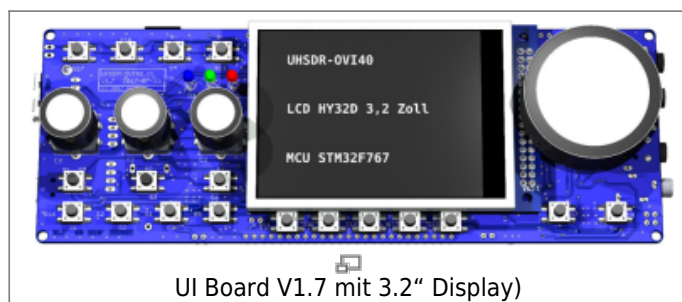 UHSDR-OVI40
LCD HY32D 3,2 Zoll
MCU STM32F767
UI Board V1.7 mit 3.2“ Display)